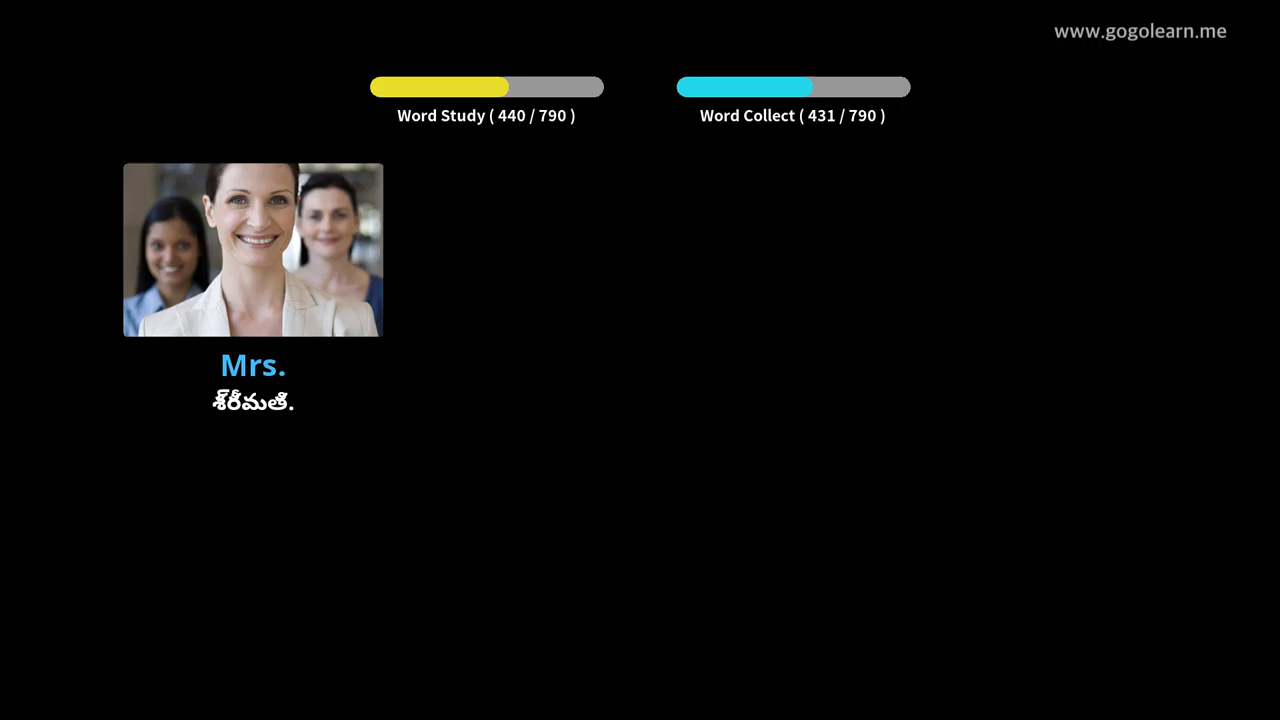 www.gogolearn.me
Word Study ( 440 / 790 )
Word Collect ( 431 / 790 )
Mrs.
శ్రీమతి.